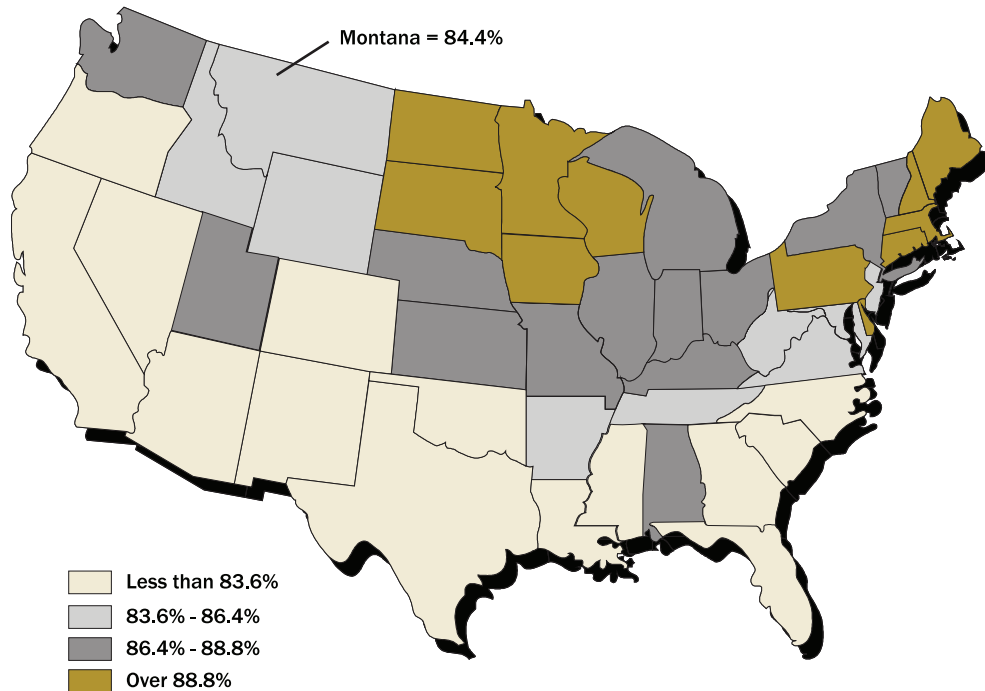 Montana = 84.4%
Less than 83.6%
83.6% - 86.4%
86.4% - 88.8%
Over 88.8%